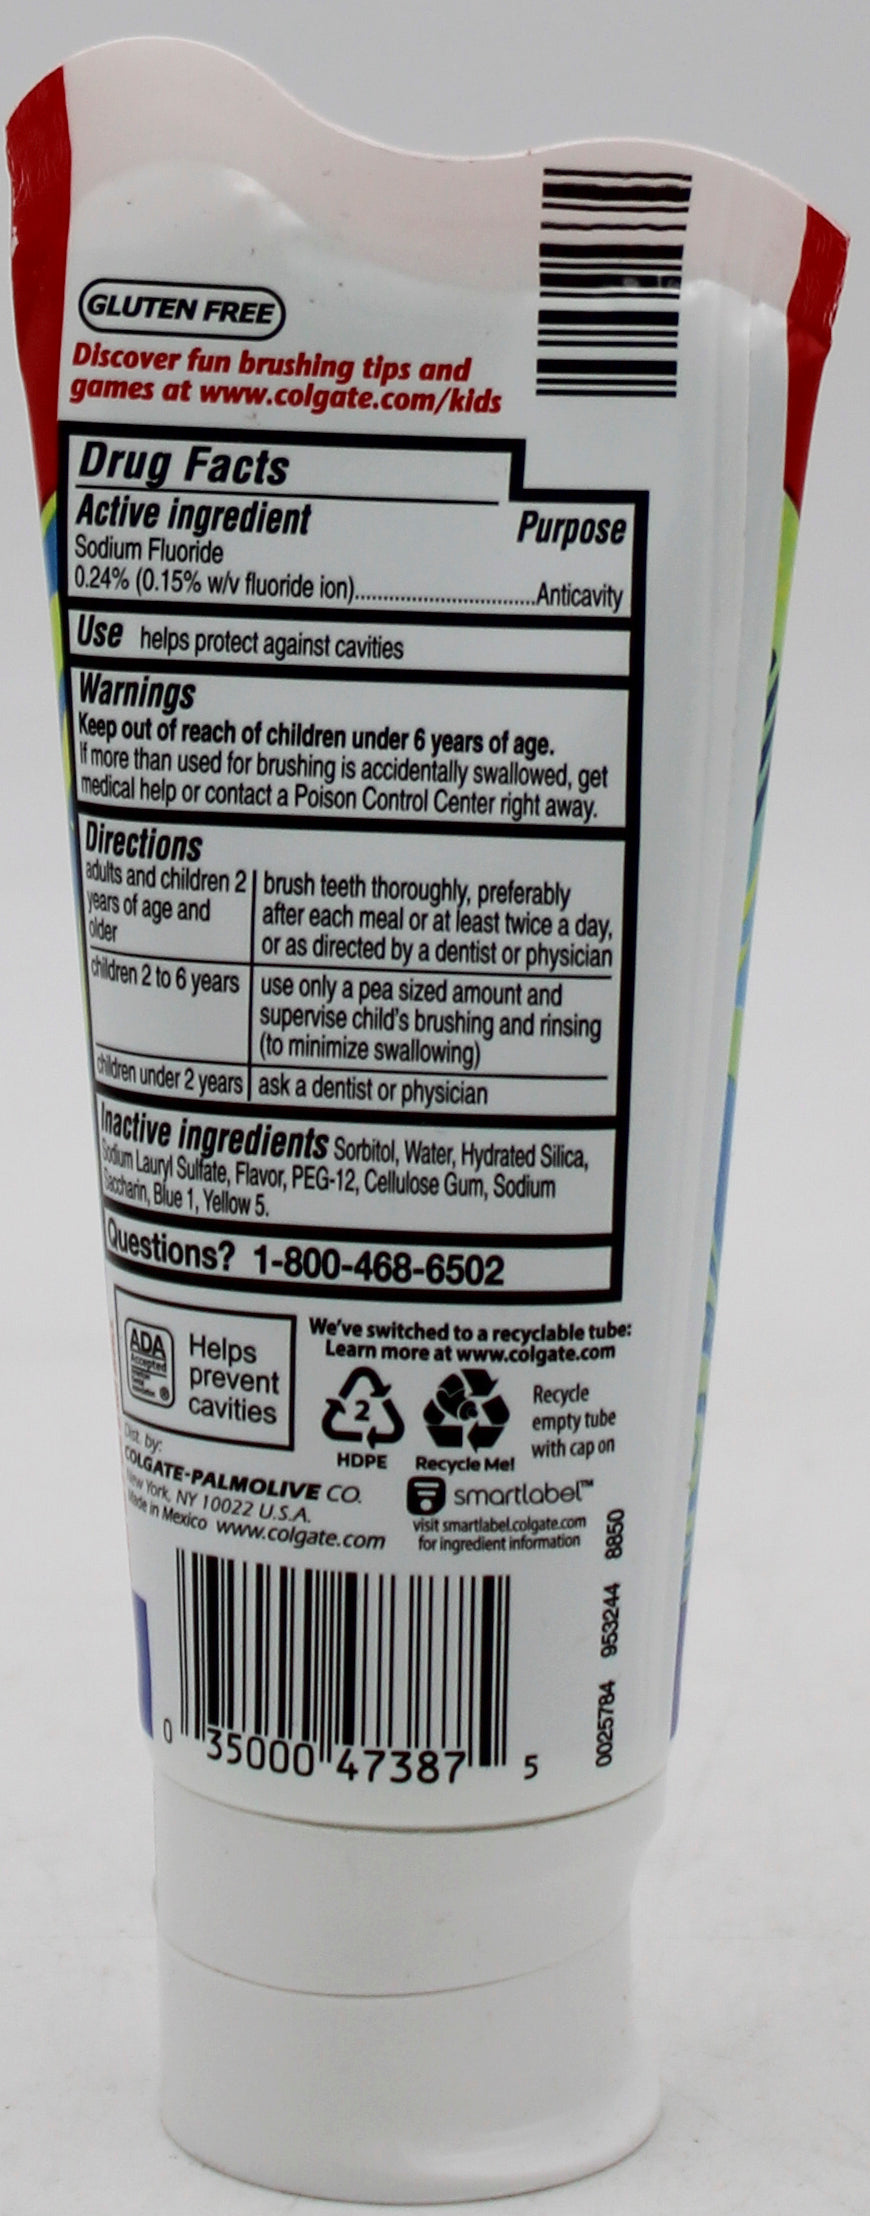 GLUTEN FREE
Discover fun brushing tips and
games at www.colgate.com/kids
Drug Facts
Active ingredient Purpose
Sodium Fluoride
0.24% (0.15% w/v fluoride ion)................................Anticavity
Use helps protect against cavities
Warnings
Keep out of reach of children under 6 years of age.
If more than used for brushing is accidentally swallowed, get
medical help or contact a Poison Control Center right away.
Directions
adults and children 2 years of age and older
brush teeth thoroughly, preferably
after each meal or at least twice a day,
or as directed by a dentist or physician
children 2 to 6 years
use only a pea sized amount and
supervise child's brushing and rinsing
(to minimize swallowing)
children under 2 years ask a dentist or physician
Inactive ingredients Sorbitol, Water, Hydrated Silica,
Sodium Lauryl Sulfate, Flavor, PEG-12, Cellulose Gum, Sodium
Saccharin, Blue 1, Yellow 5.
Questions? 1-800-468-6502
ADA
Accepted
Helps
prevent
cavities
We've switched to a recyclable tube:
Learn more at www.colgate.com
2
HDPE
Recycle Me!
Recycle
empty tube
with cap on
Dist. by:
COLGATE-PALMOLIVE CO.
New York, NY 10022 U.S.A.
Made in Mexico www.colgate.com
smartlabel™
visit smartlabel.colgate.com
for ingredient information
0025784 953244 8850
0 35000 47387 5